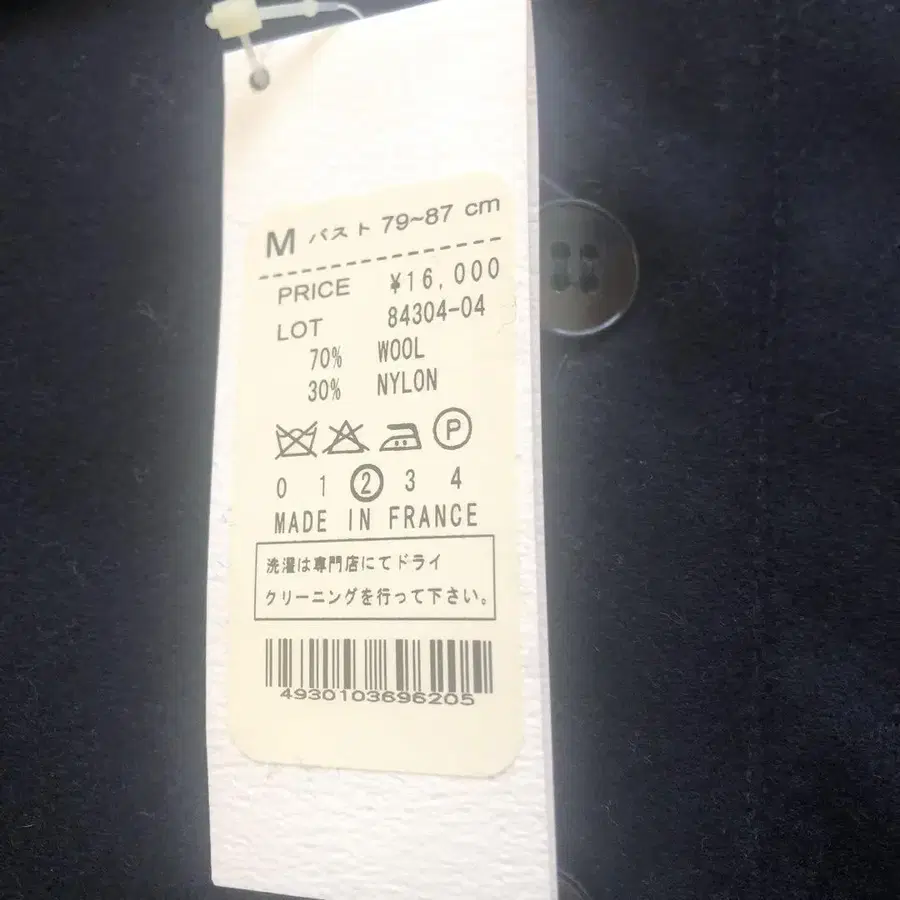 M バスト 79~87 cm
PRICE ¥16,000
LOT 84304-04
70% WOOL
30% NYLON
P
0 1 2 3 4
MADE IN FRANCE
洗濯は専門店にてドライ
クリーニングを行って下さい。
4930103696205